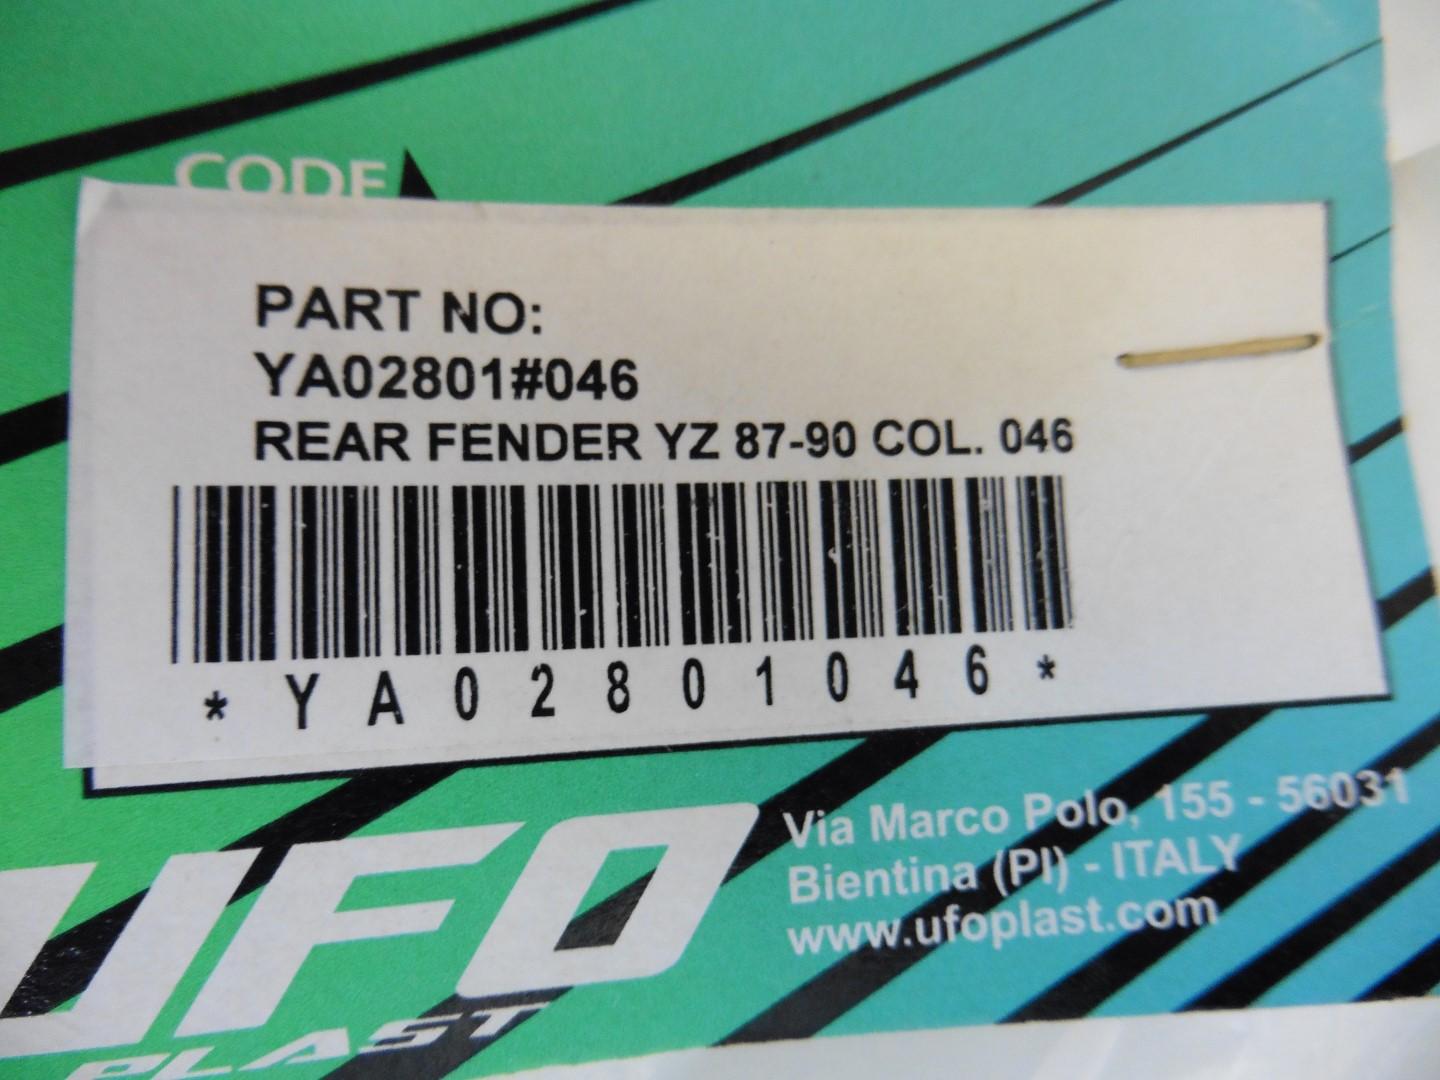 CODE
PART NO:
YA02801#046
REAR FENDER YZ 87-90 COL. 046
*YA02801046*
UFO
PLAST
Via Marco Polo, 155 - 56031
Bientina (PI) - ITALY
www.ufoplast.com